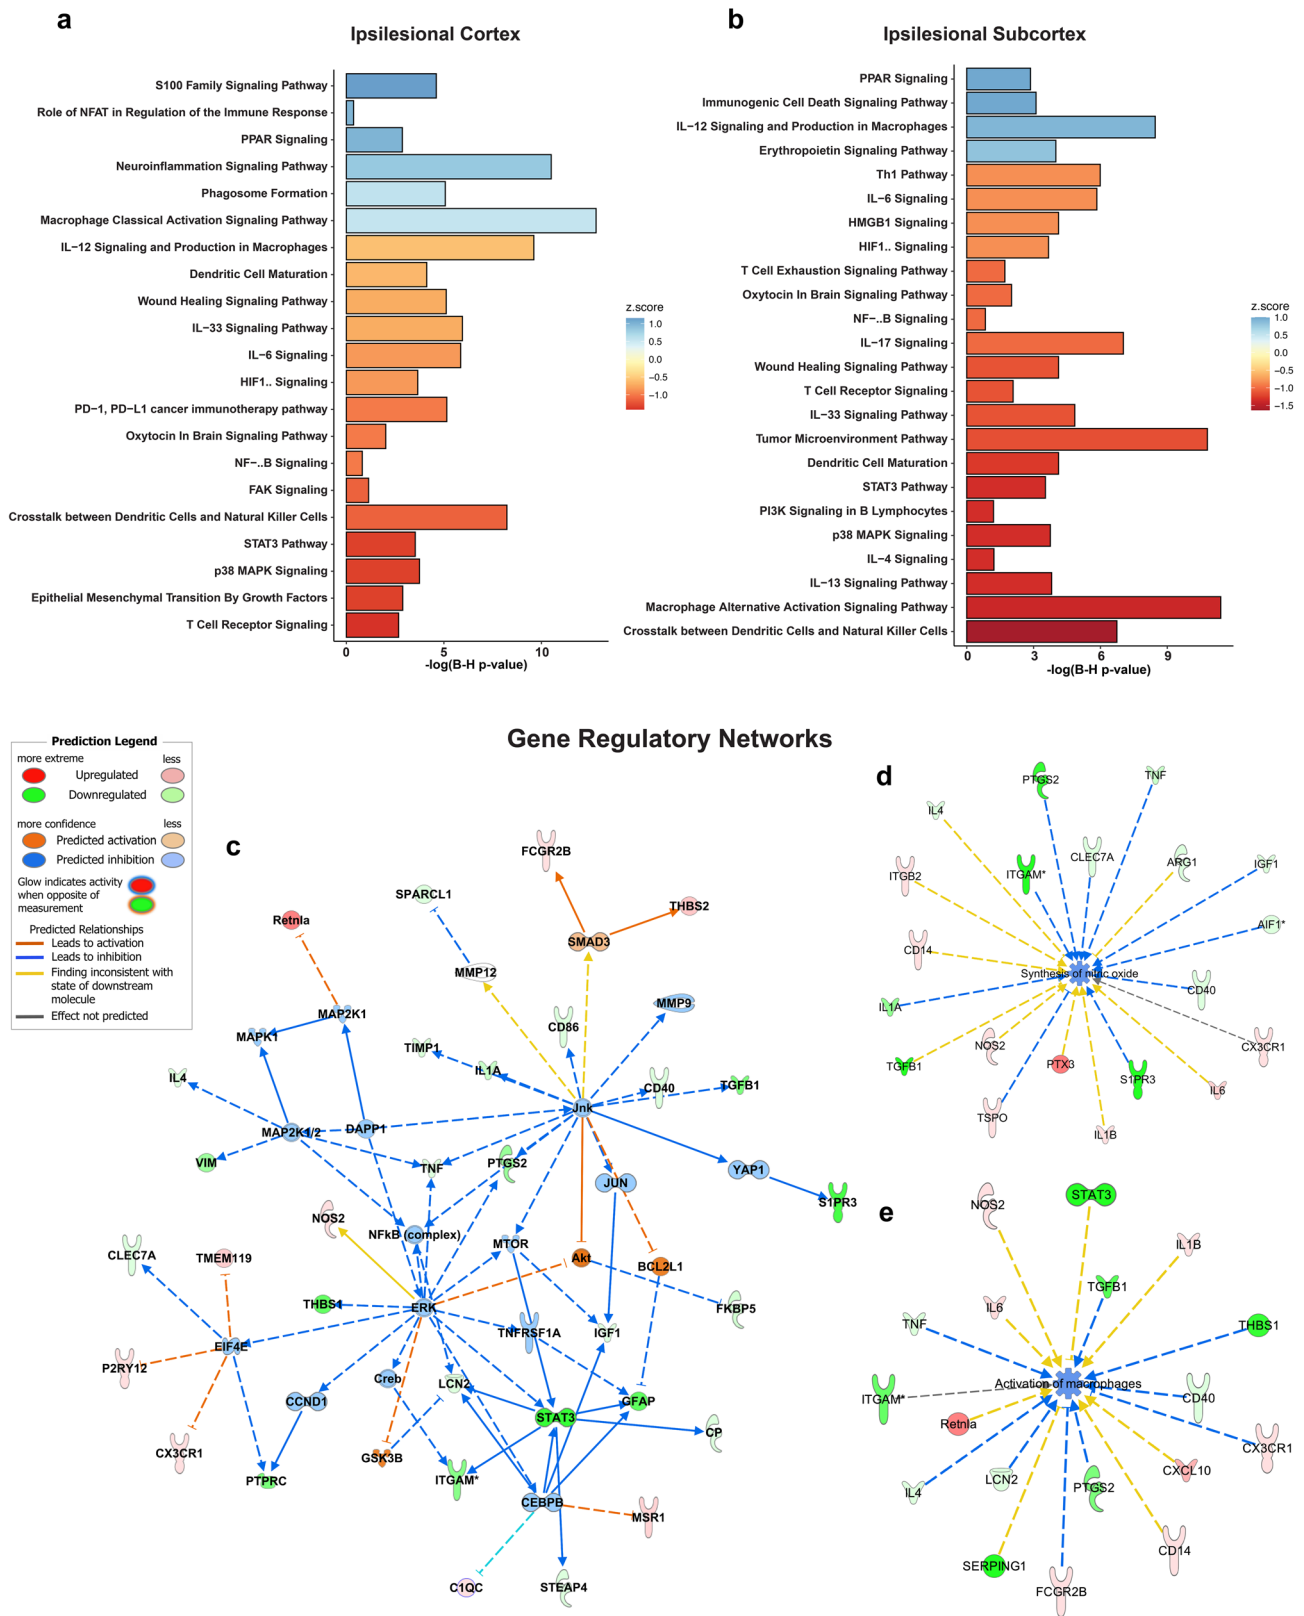 a
Ipsilesional Cortex
S100 Family Signaling Pathway
Role of NFAT in Regulation of the Immune Response
PPAR Signaling
Neuroinflammation Signaling Pathway
Phagosome Formation
Macrophage Classical Activation Signaling Pathway
IL−12 Signaling and Production in Macrophages
Dendritic Cell Maturation
Wound Healing Signaling Pathway
IL−33 Signaling Pathway
IL−6 Signaling
HIF1.. Signaling
PD−1, PD−L1 cancer immunotherapy pathway
Oxytocin In Brain Signaling Pathway
NF−..B Signaling
FAK Signaling
Crosstalk between Dendritic Cells and Natural Killer Cells
STAT3 Pathway
p38 MAPK Signaling
Epithelial Mesenchymal Transition By Growth Factors
T Cell Receptor Signaling
0 5 10
-log(B-H p-value)
z.score
1.0
0.5
0.0
−0.5
−1.0
b
Ipsilesional Subcortex
PPAR Signaling
Immunogenic Cell Death Signaling Pathway
IL−12 Signaling and Production in Macrophages
Erythropoietin Signaling Pathway
Th1 Pathway
IL−6 Signaling
HMGB1 Signaling
HIF1.. Signaling
T Cell Exhaustion Signaling Pathway
Oxytocin In Brain Signaling Pathway
NF−..B Signaling
IL−17 Signaling
Wound Healing Signaling Pathway
T Cell Receptor Signaling
IL−33 Signaling Pathway
Tumor Microenvironment Pathway
Dendritic Cell Maturation
STAT3 Pathway
PI3K Signaling in B Lymphocytes
p38 MAPK Signaling
IL−4 Signaling
IL−13 Signaling Pathway
Macrophage Alternative Activation Signaling Pathway
Crosstalk between Dendritic Cells and Natural Killer Cells
0 3 6 9
-log(B-H p-value)
z.score
1.0
0.5
0.0
−0.5
−1.0
−1.5
Gene Regulatory Networks
Prediction Legend
more extreme less
Upregulated
Downregulated
more confidence less
Predicted activation
Predicted inhibition
Glow indicates activity
when opposite of
measurement
Predicted Relationships
Leads to activation
Leads to inhibition
Finding inconsistent with
state of downstream
molecule
Effect not predicted
c
FCGR2B
SPARCL1
THBS2
Retnla
SMAD3
MMP12
MMP9
MAP2K1
CD86
MAPK1
TIMP1
IL1A
IL4
CD40
TGFB1
Jnk
MAP2K1/2
DAPP1
VIM
TNF
PTGS2
YAP1
JUN
S1PR3
NOS2
NFkB (complex)
MTOR
CLEC7A
TMEM119
Akt
BCL2L1
THBS1
ERK
FKBP5
TNFRSF1A
IGF1
EIF4E
P2RY12
Creb
LCN2
CCND1
GFAP
STAT3
CP
CX3CR1
GSK3B
PTPRC
ITGAM*
CEBPB
MSR1
C1QC
STEAP4
d
PTGS2
TNF
IL4
CLEC7A
ARG1
IGF1
ITGB2
ITGAM*
AIF1*
CD14
Synthesis of nitric oxide
CD40
IL1A
NOS2
CX3CR1
TGFB1
PTX3
S1PR3
IL6
TSPO
IL1B
e
NOS2
STAT3
IL1B
TGFB1
IL6
TNF
THBS1
Activation of macrophages
ITGAM*
CD40
Retnla
CX3CR1
CXCL10
LCN2
IL4
PTGS2
CD14
SERPING1
FCGR2B